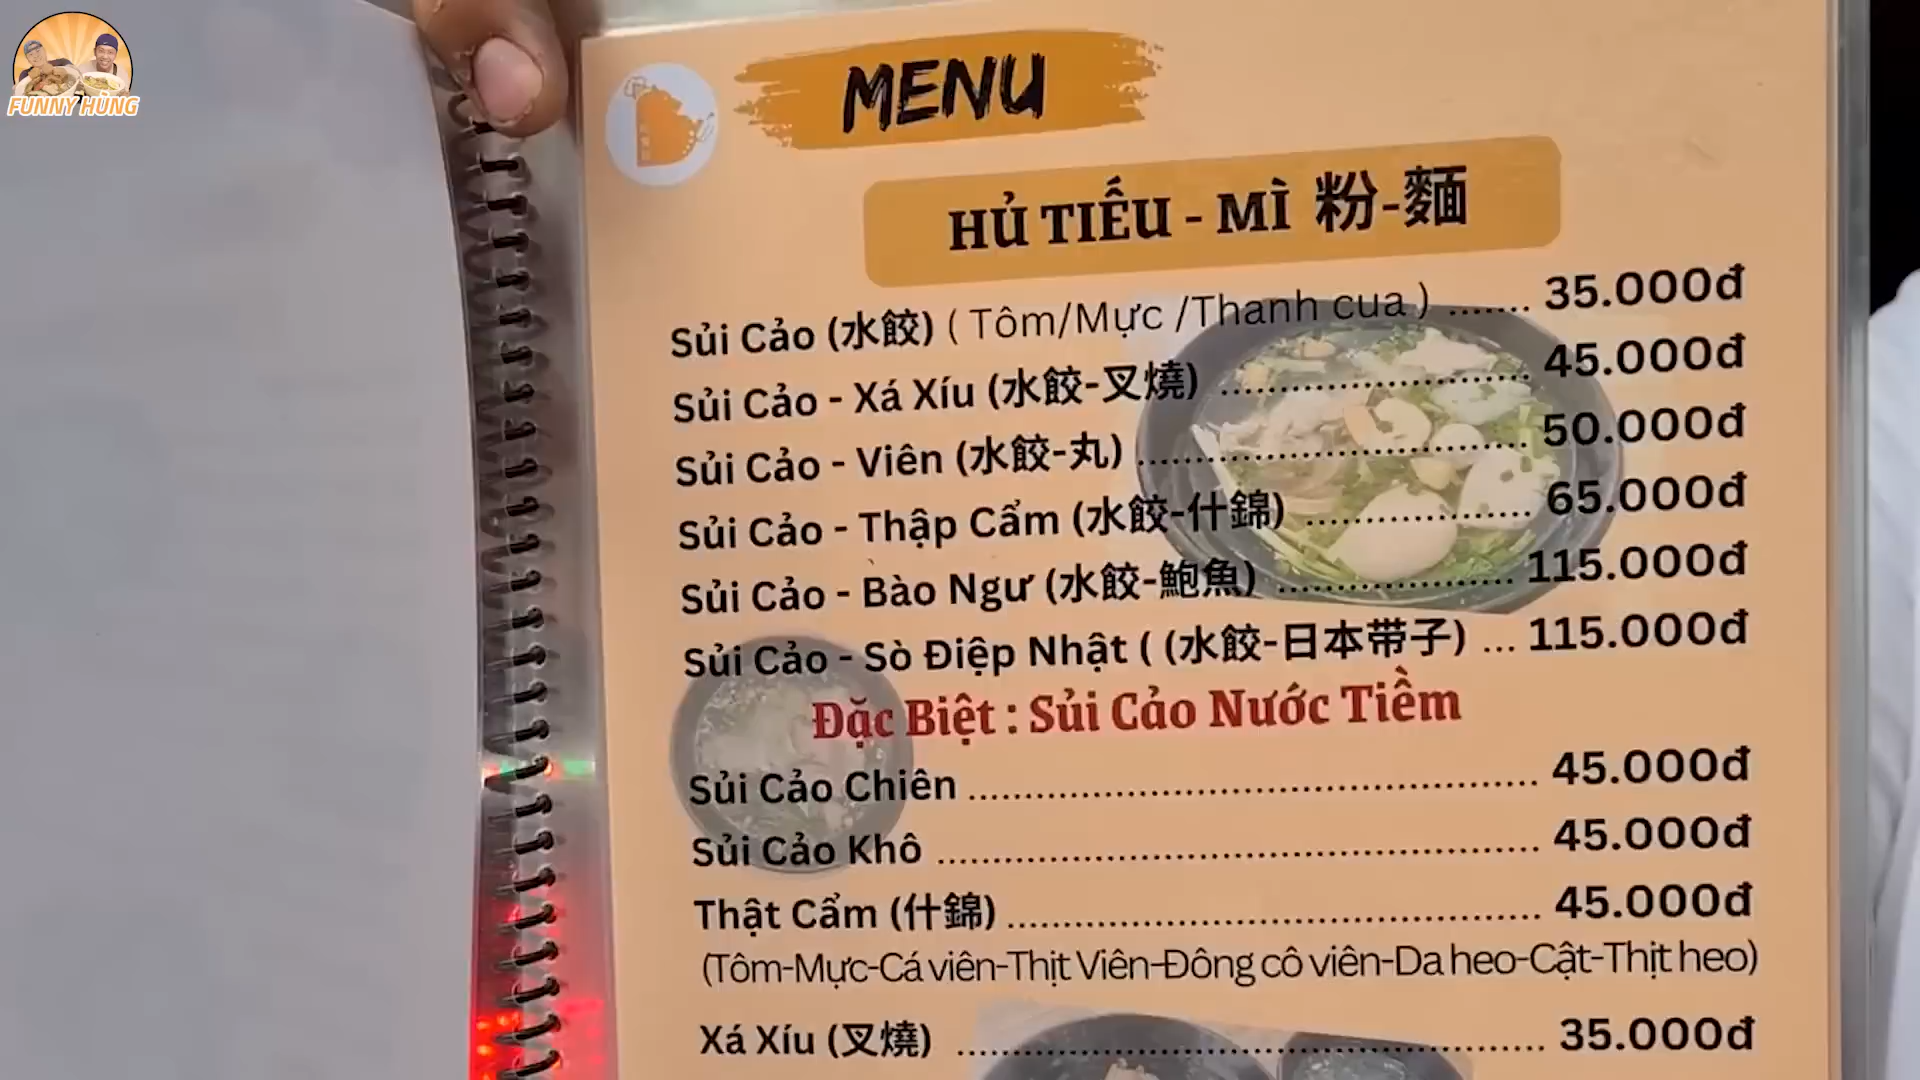 FUNNY HÙNG
MENU
HỦ TIẾU - MÌ 粉-麵
Sủi Cảo (水餃) ( Tôm/Mực /Thanh cua ) ....... 35.000đ
Sủi Cảo - Xá Xíu (水餃-叉燒) ............................ 45.000đ
Sủi Cảo - Viên (水餃-丸) ................................... 50.000đ
Sủi Cảo - Thập Cẩm (水餃-什錦) .................... 65.000đ
Sủi Cảo - Bào Ngư (水餃-鮑魚) ..................... 115.000đ
Sủi Cảo - Sò Điệp Nhật ( (水餃-日本带子) ... 115.000đ
Đặc Biệt : Sủi Cảo Nước Tiềm
Sủi Cảo Chiên .................................................... 45.000đ
Sủi Cảo Khô ....................................................... 45.000đ
Thật Cẩm (什錦) ................................................ 45.000đ
(Tôm-Mực-Cá viên-Thịt Viên-Đông cô viên-Da heo-Cật-Thịt heo)
Xá Xíu (叉燒) ..................................................... 35.000đ